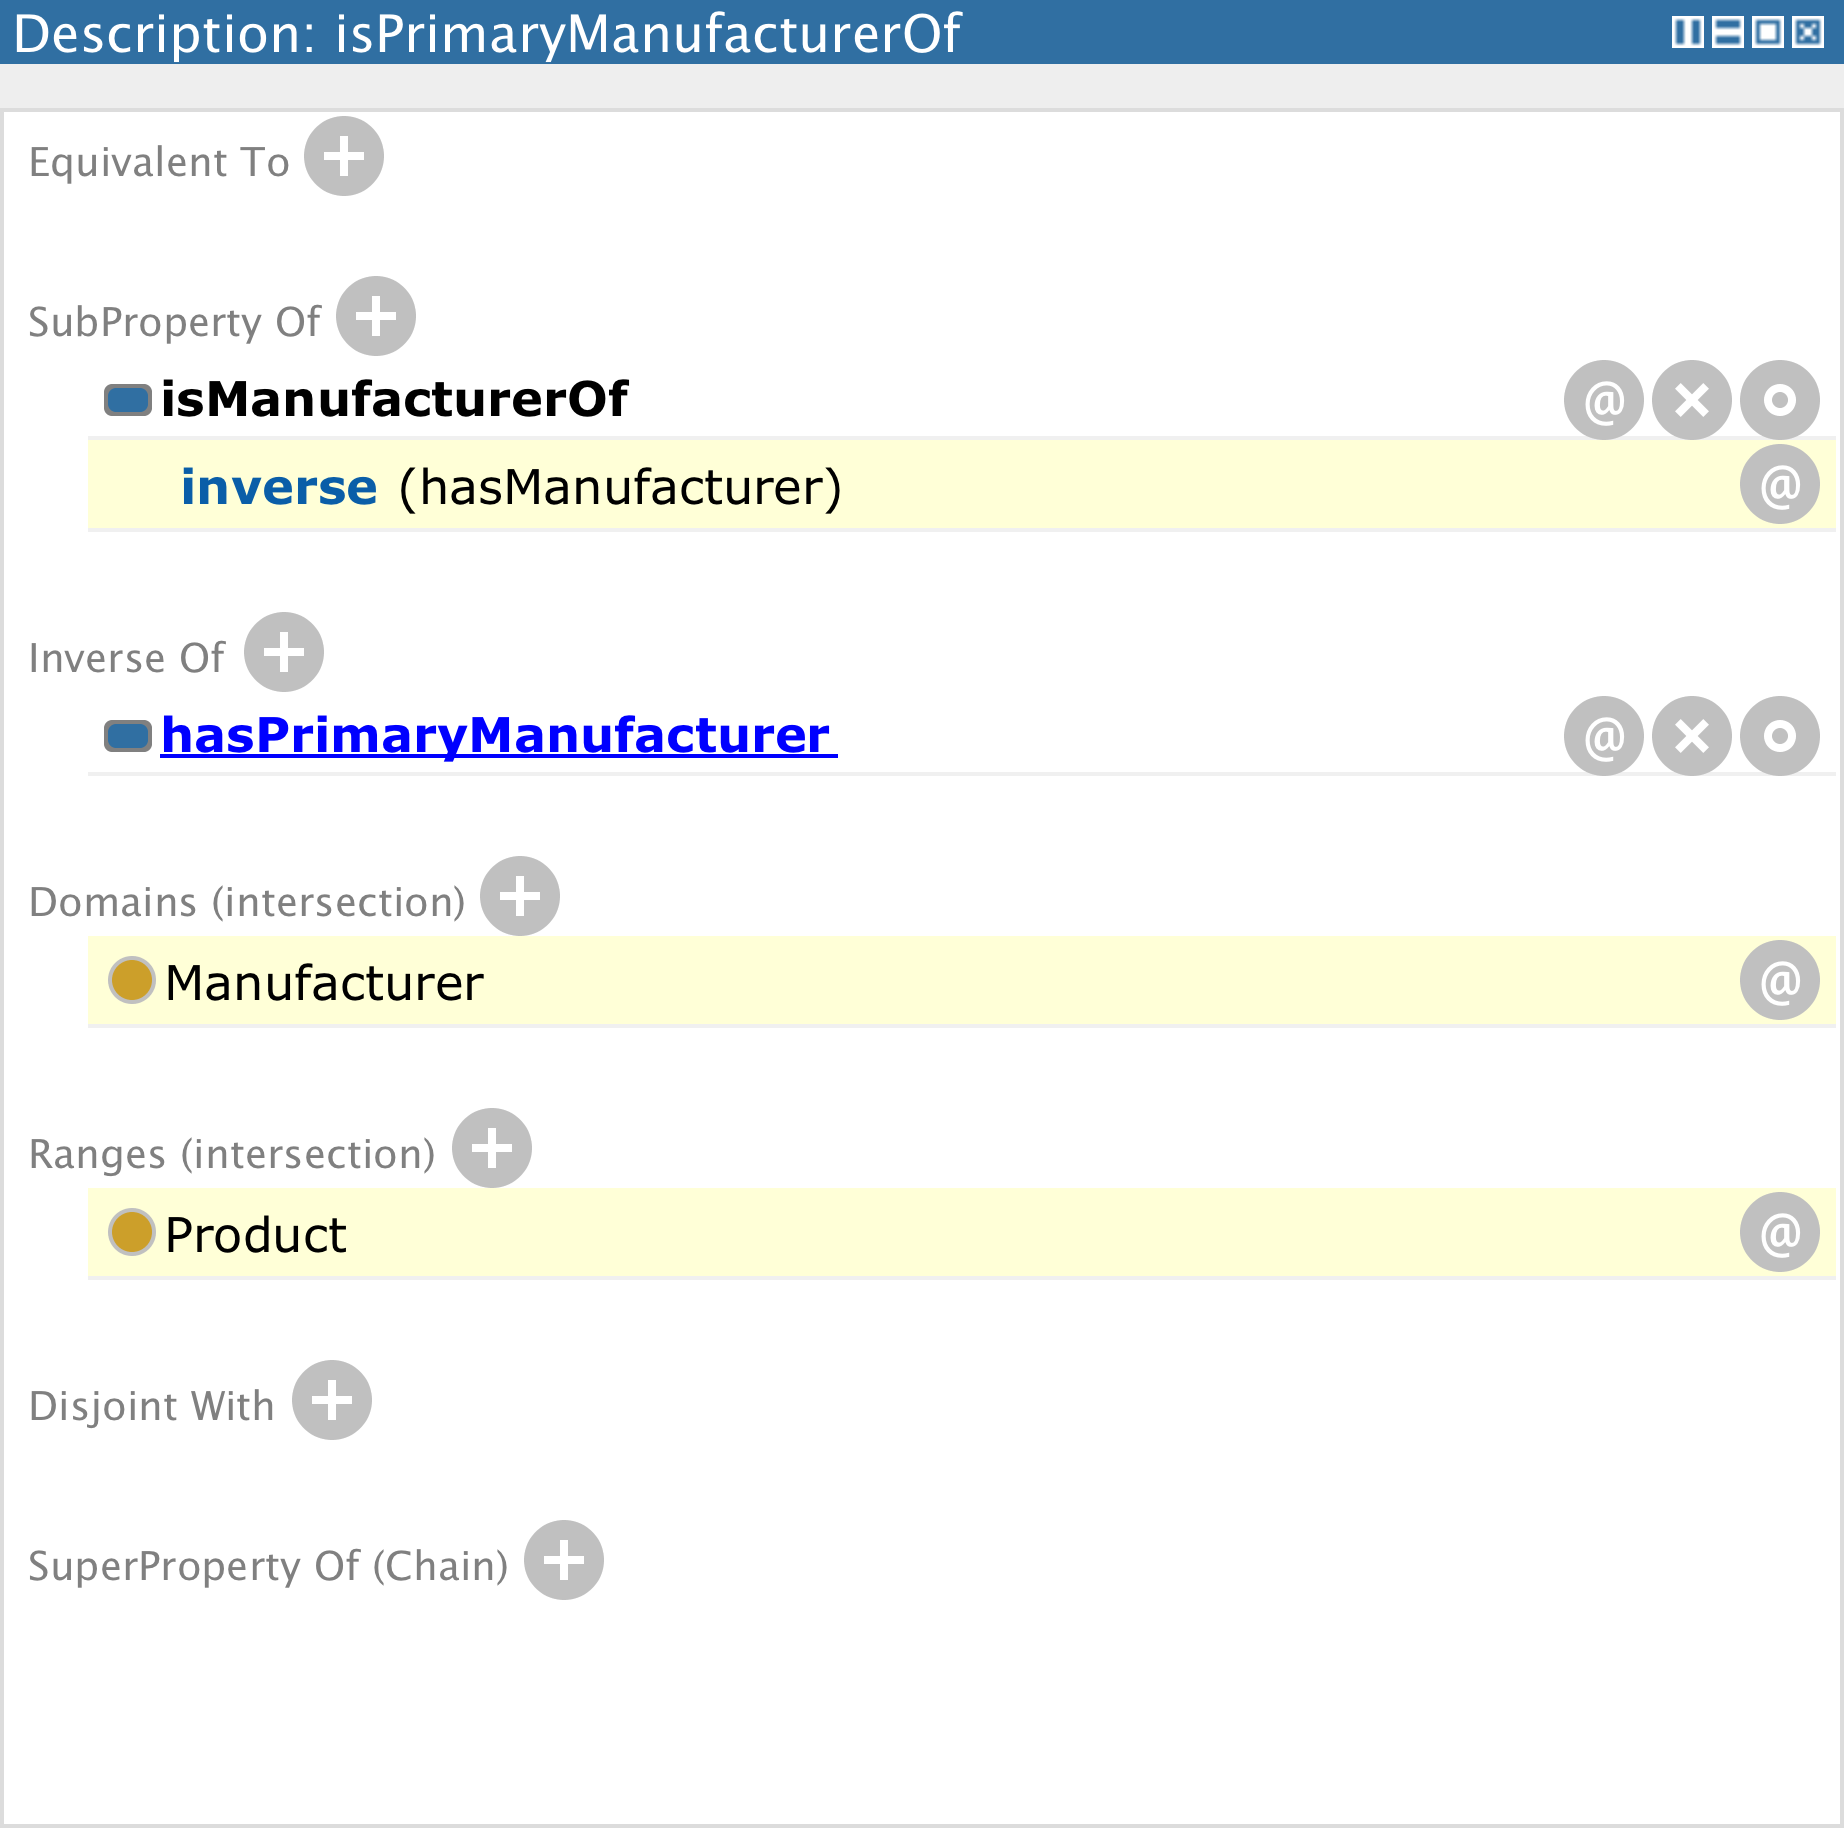 Description: isPrimaryManufacturerOf
Equivalent To
SubProperty Of
isManufacturerOf
inverse (hasManufacturer)
Inverse Of
hasPrimaryManufacturer
Domains (intersection)
Manufacturer
Ranges (intersection)
Product
Disjoint With
SuperProperty Of (Chain)